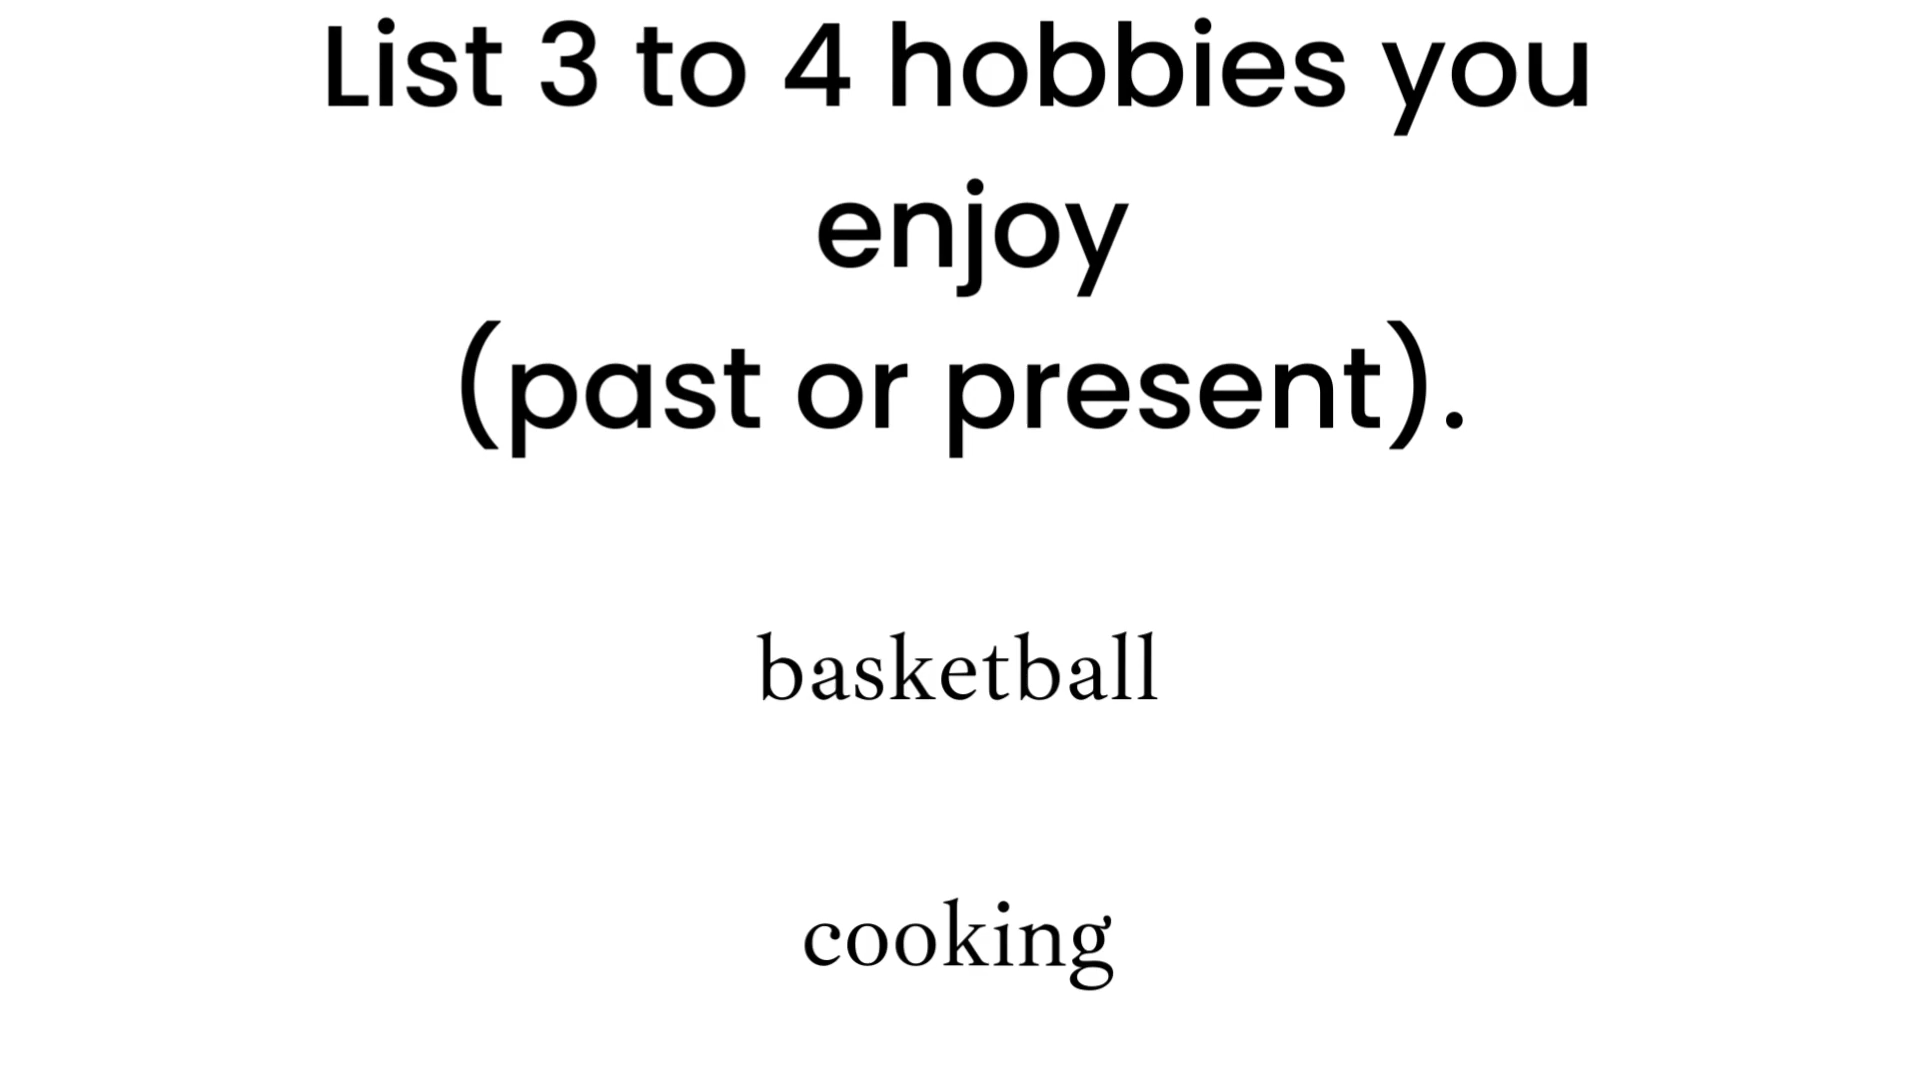 List 3 to 4 hobbies you
enjoy
(past or present).
basketball
cooking